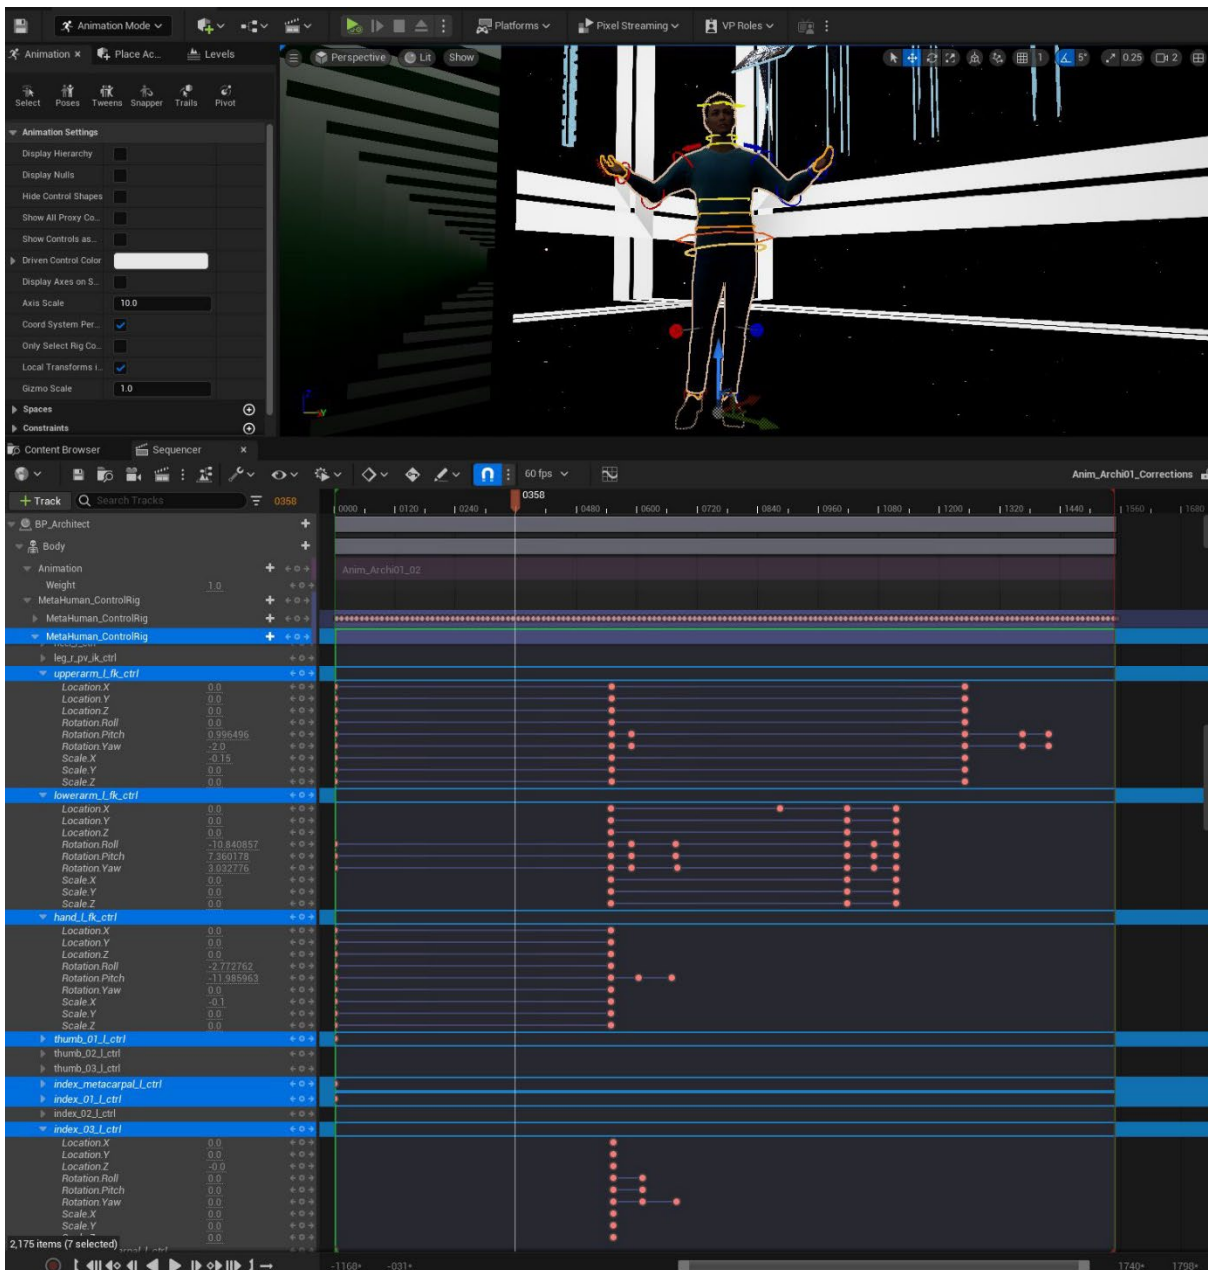 Animation Mode
Platforms
Pixel Streaming
VP Roles
Animation
Place Ac...
Levels
Perspective
Lit
Show
1
5°
0.25
2
Select
Poses
Tweens
Snapper
Trails
Pivot
Animation Settings
Display Hierarchy
Display Nulls
Hide Control Shapes
Show All Proxy Co...
Show Controls as...
Driven Control Color
Display Axes on S...
Axis Scale 10.0
Coord System Per...
Only Select Rig Co...
Local Transforms i...
Gizmo Scale 1.0
Spaces
Constraints
Content Browser
Sequencer
60 fps
Anim_Archi01_Corrections
+ Track
Search Tracks
0358
0358
0000 0120 0240 0480 0600 0720 0840 0960 1080 1200 1320 1440 1560 1680
BP_Architect
Body
Animation
Anim_Archi01_02
Weight 1.0
MetaHuman_ControlRig
MetaHuman_ControlRig
MetaHuman_ControlRig
leg_r_pv_ik_ctrl
upperarm_l_fk_ctrl
Location.X 0.0
Location.Y 0.0
Location.Z 0.0
Rotation.Roll 0.0
Rotation.Pitch 0.996496
Rotation.Yaw -2.0
Scale.X -0.15
Scale.Y 0.0
Scale.Z 0.0
lowerarm_l_fk_ctrl
Location.X 0.0
Location.Y 0.0
Location.Z 0.0
Rotation.Roll -10.840857
Rotation.Pitch 7.360178
Rotation.Yaw 3.032776
Scale.X 0.0
Scale.Y 0.0
Scale.Z 0.0
hand_l_fk_ctrl
Location.X 0.0
Location.Y 0.0
Location.Z 0.0
Rotation.Roll -2.772762
Rotation.Pitch -11.985963
Rotation.Yaw 0.0
Scale.X -0.1
Scale.Y 0.0
Scale.Z 0.0
thumb_01_l_ctrl
thumb_02_l_ctrl
thumb_03_l_ctrl
index_metacarpal_l_ctrl
index_01_l_ctrl
index_02_l_ctrl
index_03_l_ctrl
Location.X 0.0
Location.Y 0.0
Location.Z -0.0
Rotation.Roll 0.0
Rotation.Pitch 0.0
Rotation.Yaw 0.0
Scale.X 0.0
Scale.Y 0.0
0.0
2,175 items (7 selected)
-1168+ -031+ 1740+ 1798+